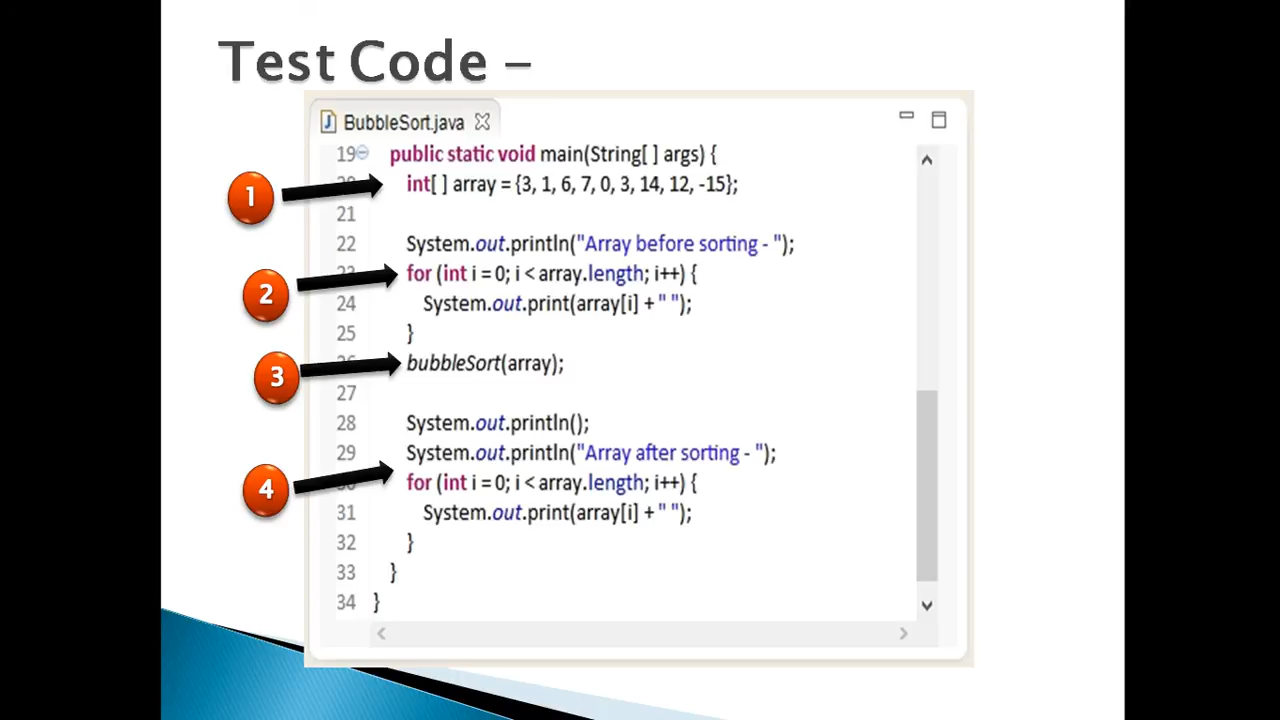 Test Code –
BubbleSort.java
19 public static void main(String[ ] args) {
1 int[ ] array = {3, 1, 6, 7, 0, 3, 14, 12, -15};
21
22 System.out.println("Array before sorting - ");
2 for (int i = 0; i < array.length; i++) {
24 System.out.print(array[i] + " ");
25 }
3 bubbleSort(array);
27
28 System.out.println();
29 System.out.println("Array after sorting - ");
4 for (int i = 0; i < array.length; i++) {
31 System.out.print(array[i] + " ");
32 }
33 }
34 }